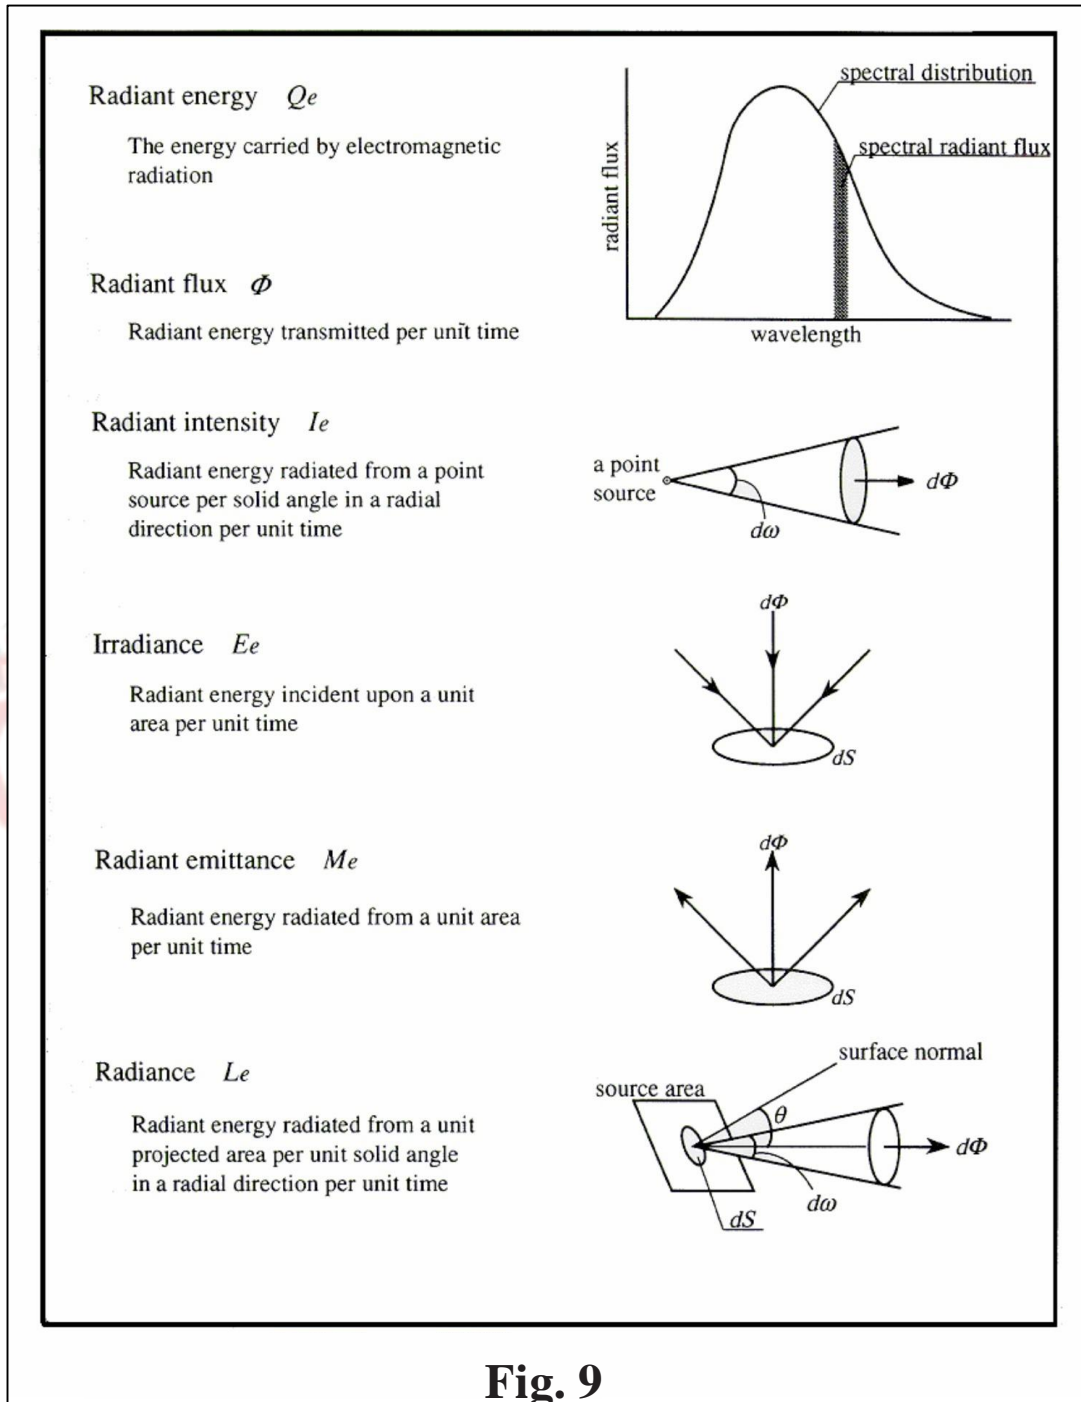 Radiant energy Qe
The energy carried by electromagnetic
radiation
spectral distribution
spectral radiant flux
radiant flux
wavelength
Radiant flux Φ
Radiant energy transmitted per unit time
Radiant intensity Ie
Radiant energy radiated from a point
source per solid angle in a radial
direction per unit time
a point
source
dΦ
dω
Irradiance Ee
Radiant energy incident upon a unit
area per unit time
dΦ
dS
Radiant emittance Me
Radiant energy radiated from a unit area
per unit time
dΦ
dS
Radiance Le
Radiant energy radiated from a unit
projected area per unit solid angle
in a radial direction per unit time
surface normal
source area
θ
dΦ
dω
dS
Fig. 9